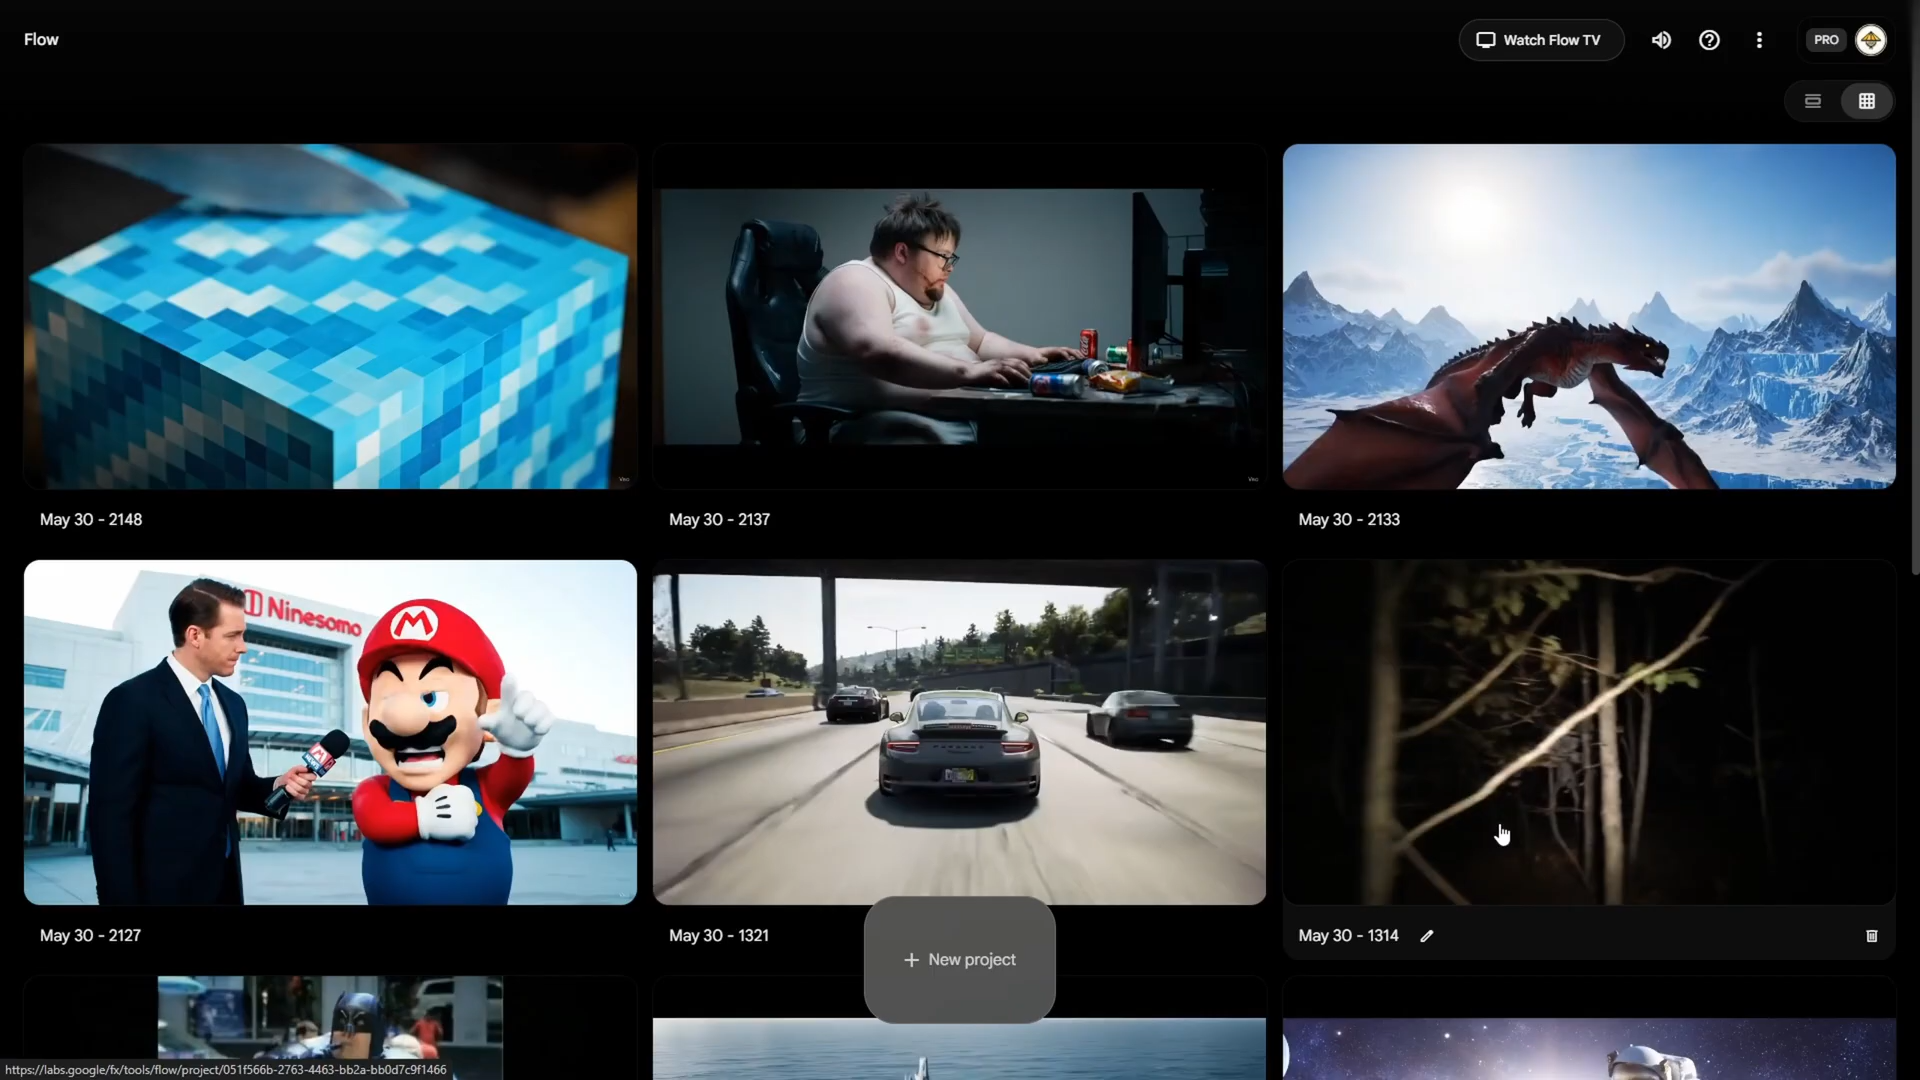 Flow
Watch Flow TV
PRO
Veo
Veo
May 30 - 2148
May 30 - 2137
May 30 - 2133
Ninesomo
M
May 30 - 2127
May 30 - 1321
May 30 - 1314
+ New project
https://labs.google/fx/tools/flow/project/051f566b-2763-4463-bb2a-bb0d7c9f1466